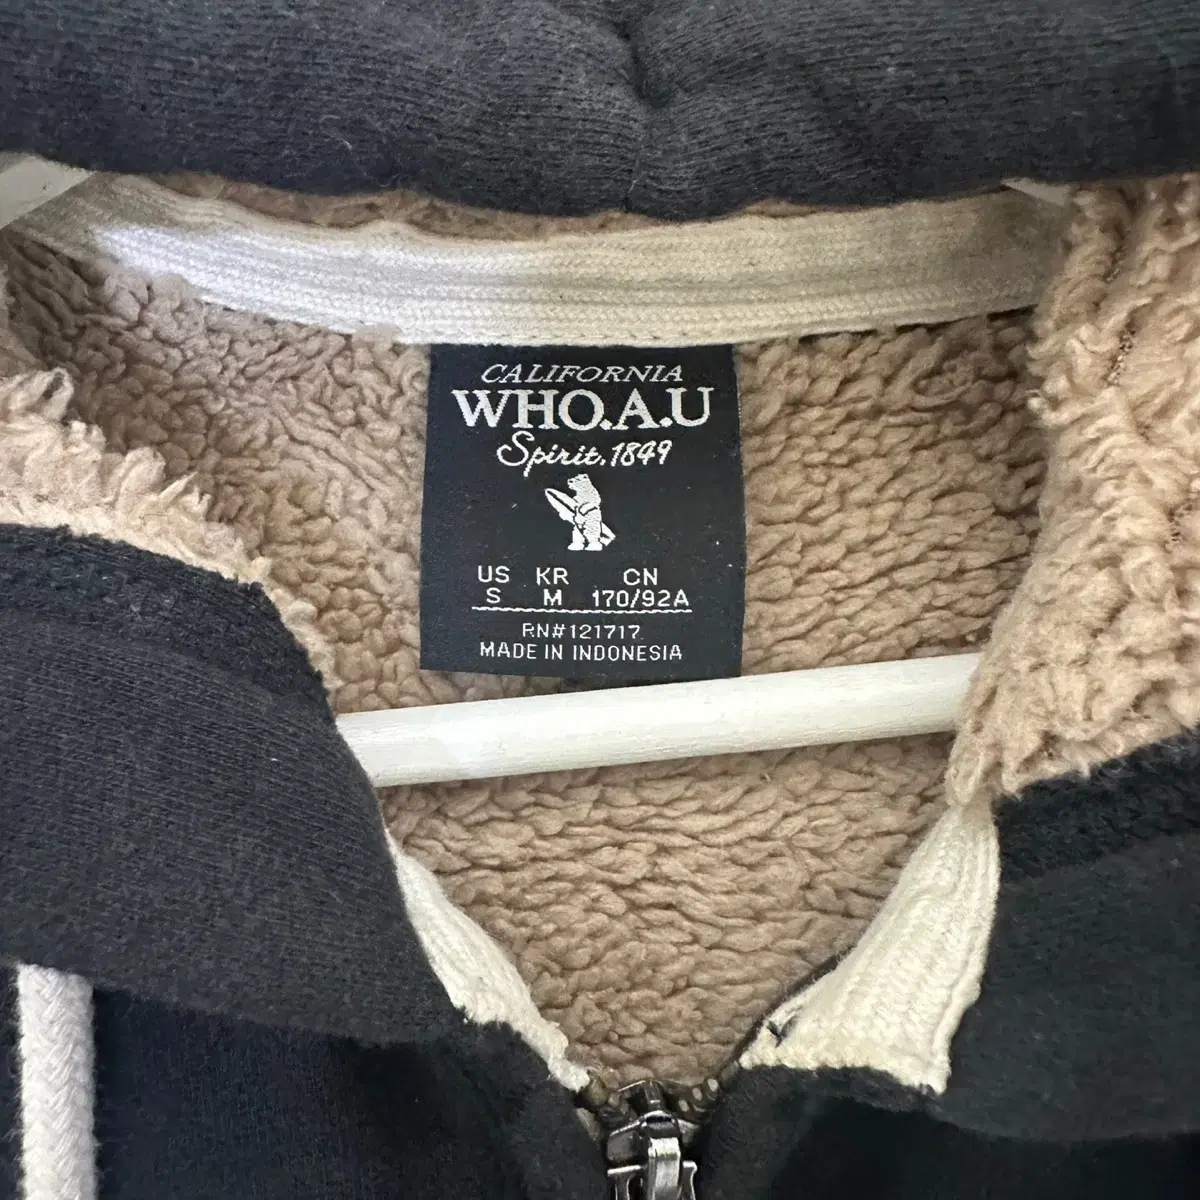 CALIFORNIA
WHO.A.U
Spirit.1849
US KR CN
S M 170/92A
RN#121717
MADE IN INDONESIA